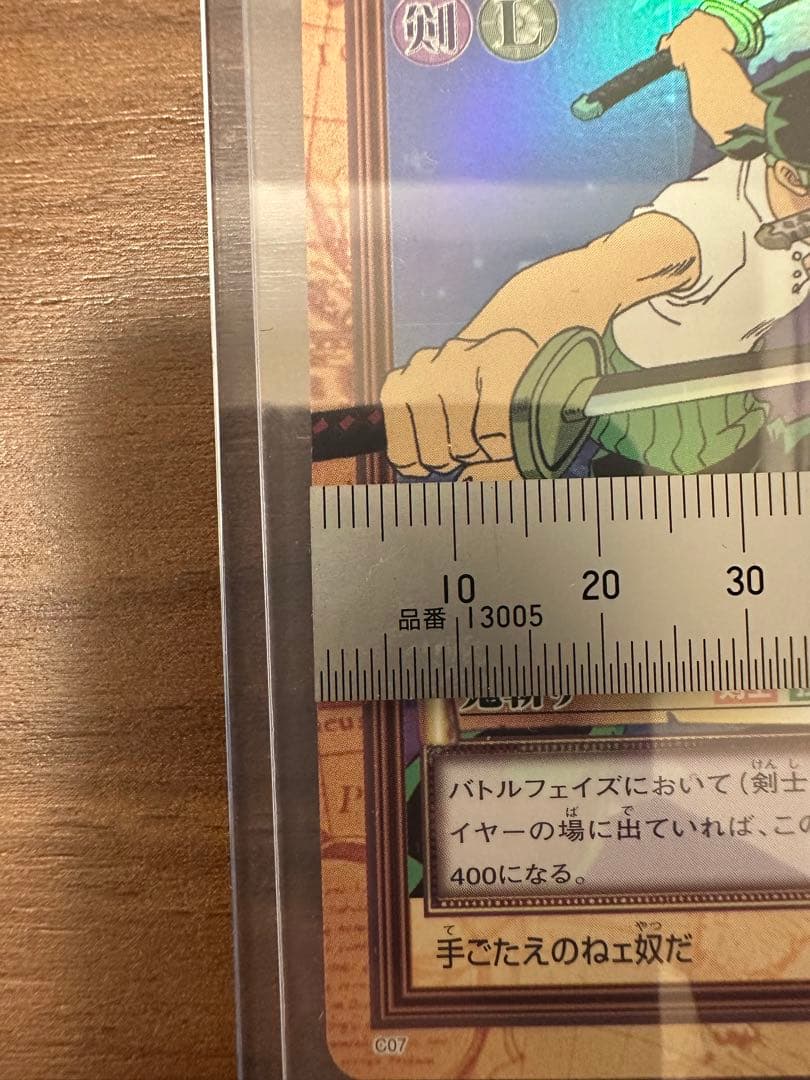 剣 E
10 20 30
品番 13005
cu
P
バトルフェイズにおいて(剣士
イヤーの場に出ていれば、この
400になる。
手ごたえのねェ奴だ
C07